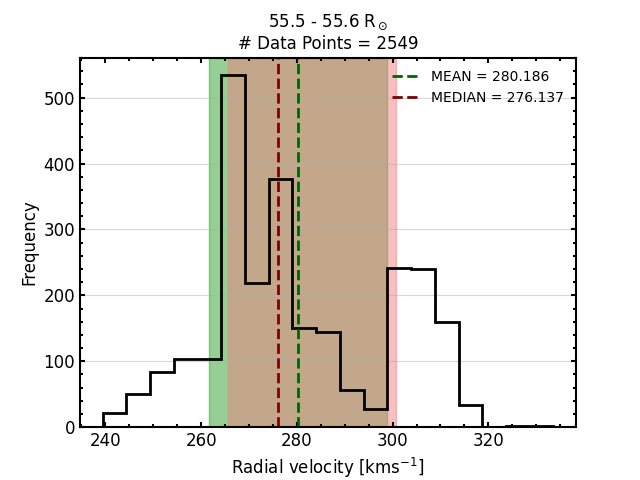 55.5 - 55.6 R⊙
# Data Points = 2549
MEAN = 280.186
MEDIAN = 276.137
Frequency
500
400
300
200
100
0
240 260 280 300 320
Radial velocity [kms⁻¹]